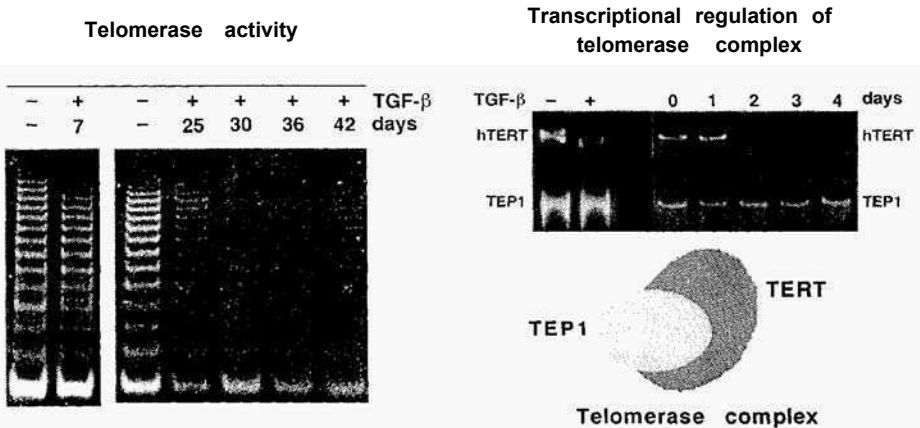 Telomerase activity
− + − + + + + TGF-β
− 7 − 25 30 36 42 days
Transcriptional regulation of
telomerase complex
TGF-β − + 0 1 2 3 4 days
hTERT hTERT
TEP1 TEP1
TERT
TEP1
Telomerase complex